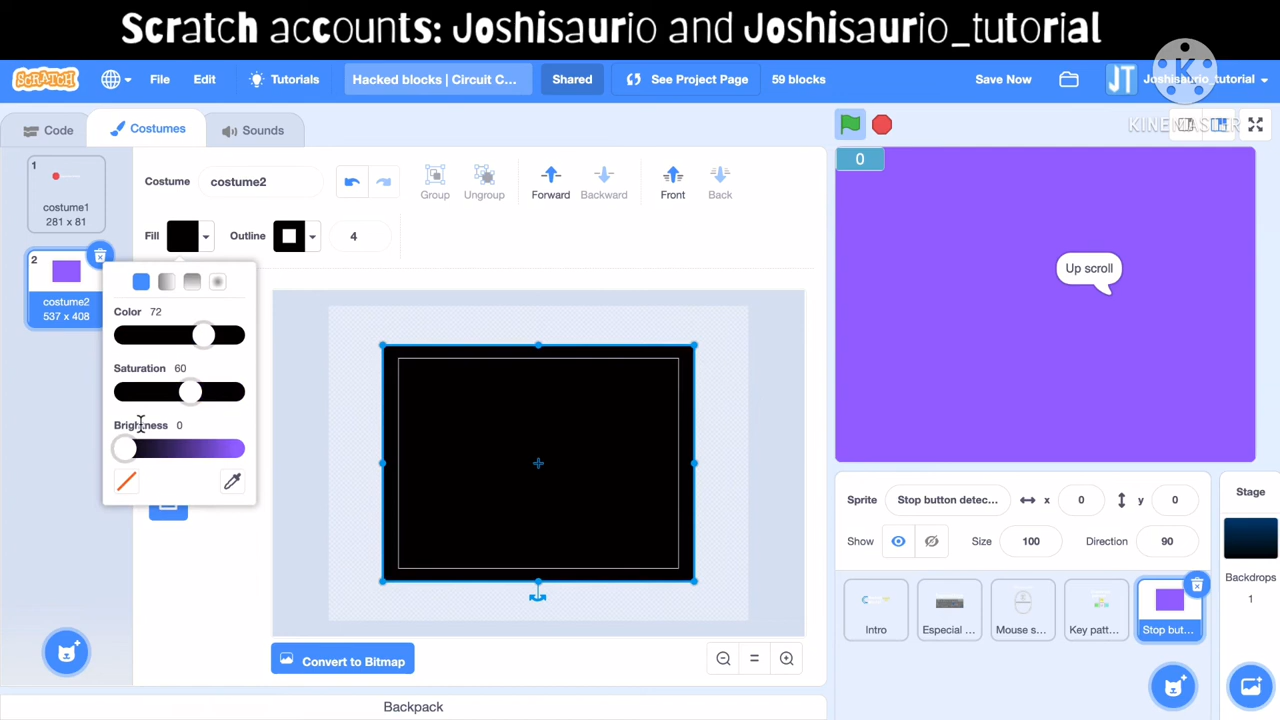 Scratch accounts: Joshisaurio and Joshisaurio_tutorial
SCRATCH File Edit Tutorials Hacked blocks | Circuit C... Shared See Project Page 59 blocks Save Now JT Joshisaurio_tutorial
K
KINEMASTER
Code Costumes Sounds
1
costume1
281 x 81
2
costume2
537 x 408
Costume costume2 Group Ungroup Forward Backward Front Back
Fill Outline 4
Color 72
Saturation 60
Brightness 0
Convert to Bitmap
Backpack
0
Up scroll
Sprite Stop button detec... x 0 y 0
Show Size 100 Direction 90
Intro Especial ... Mouse s... Key patt... Stop but...
Stage
Backdrops
1